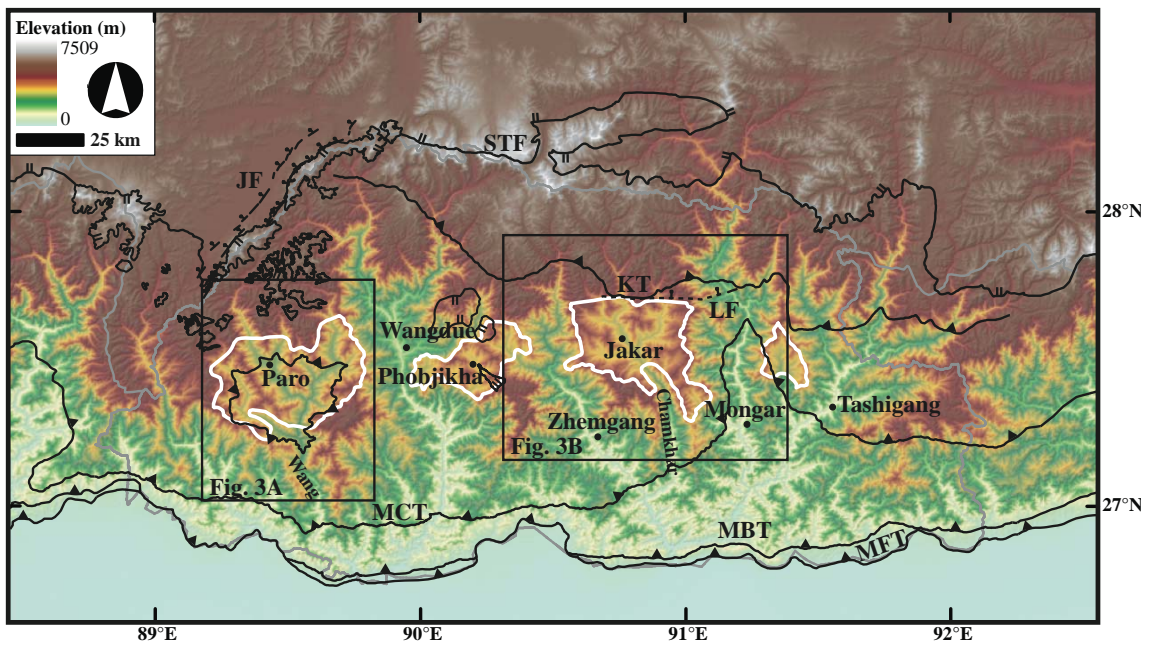 Elevation (m)
7509
0
25 km
STF
JF
28°N
KT
LF
Wangdue
Jakar
Paro
Phobjikha
Chamkhar
Mongar
Tashigang
Zhemgang
Fig. 3B
Wang
Fig. 3A
MCT
27°N
MBT
MFT
89°E
90°E
91°E
92°E